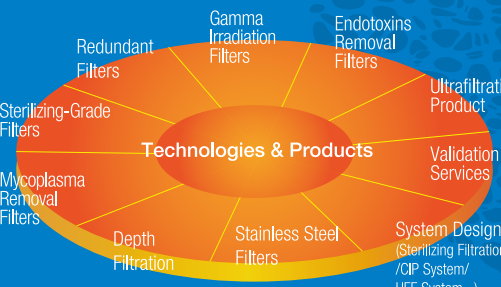 Gamma
Irradiation
Filters
Endotoxins
Removal
Filters
Redundant
Filters
Product
Sterilizing-Grade
Filters
Technologies & Products
Validation
Services
Mycoplasma
Removal
Filters
Depth
Filtration
Stainless Steel
Filters
System Design
(Sterilizing Filtration
/CIP System/